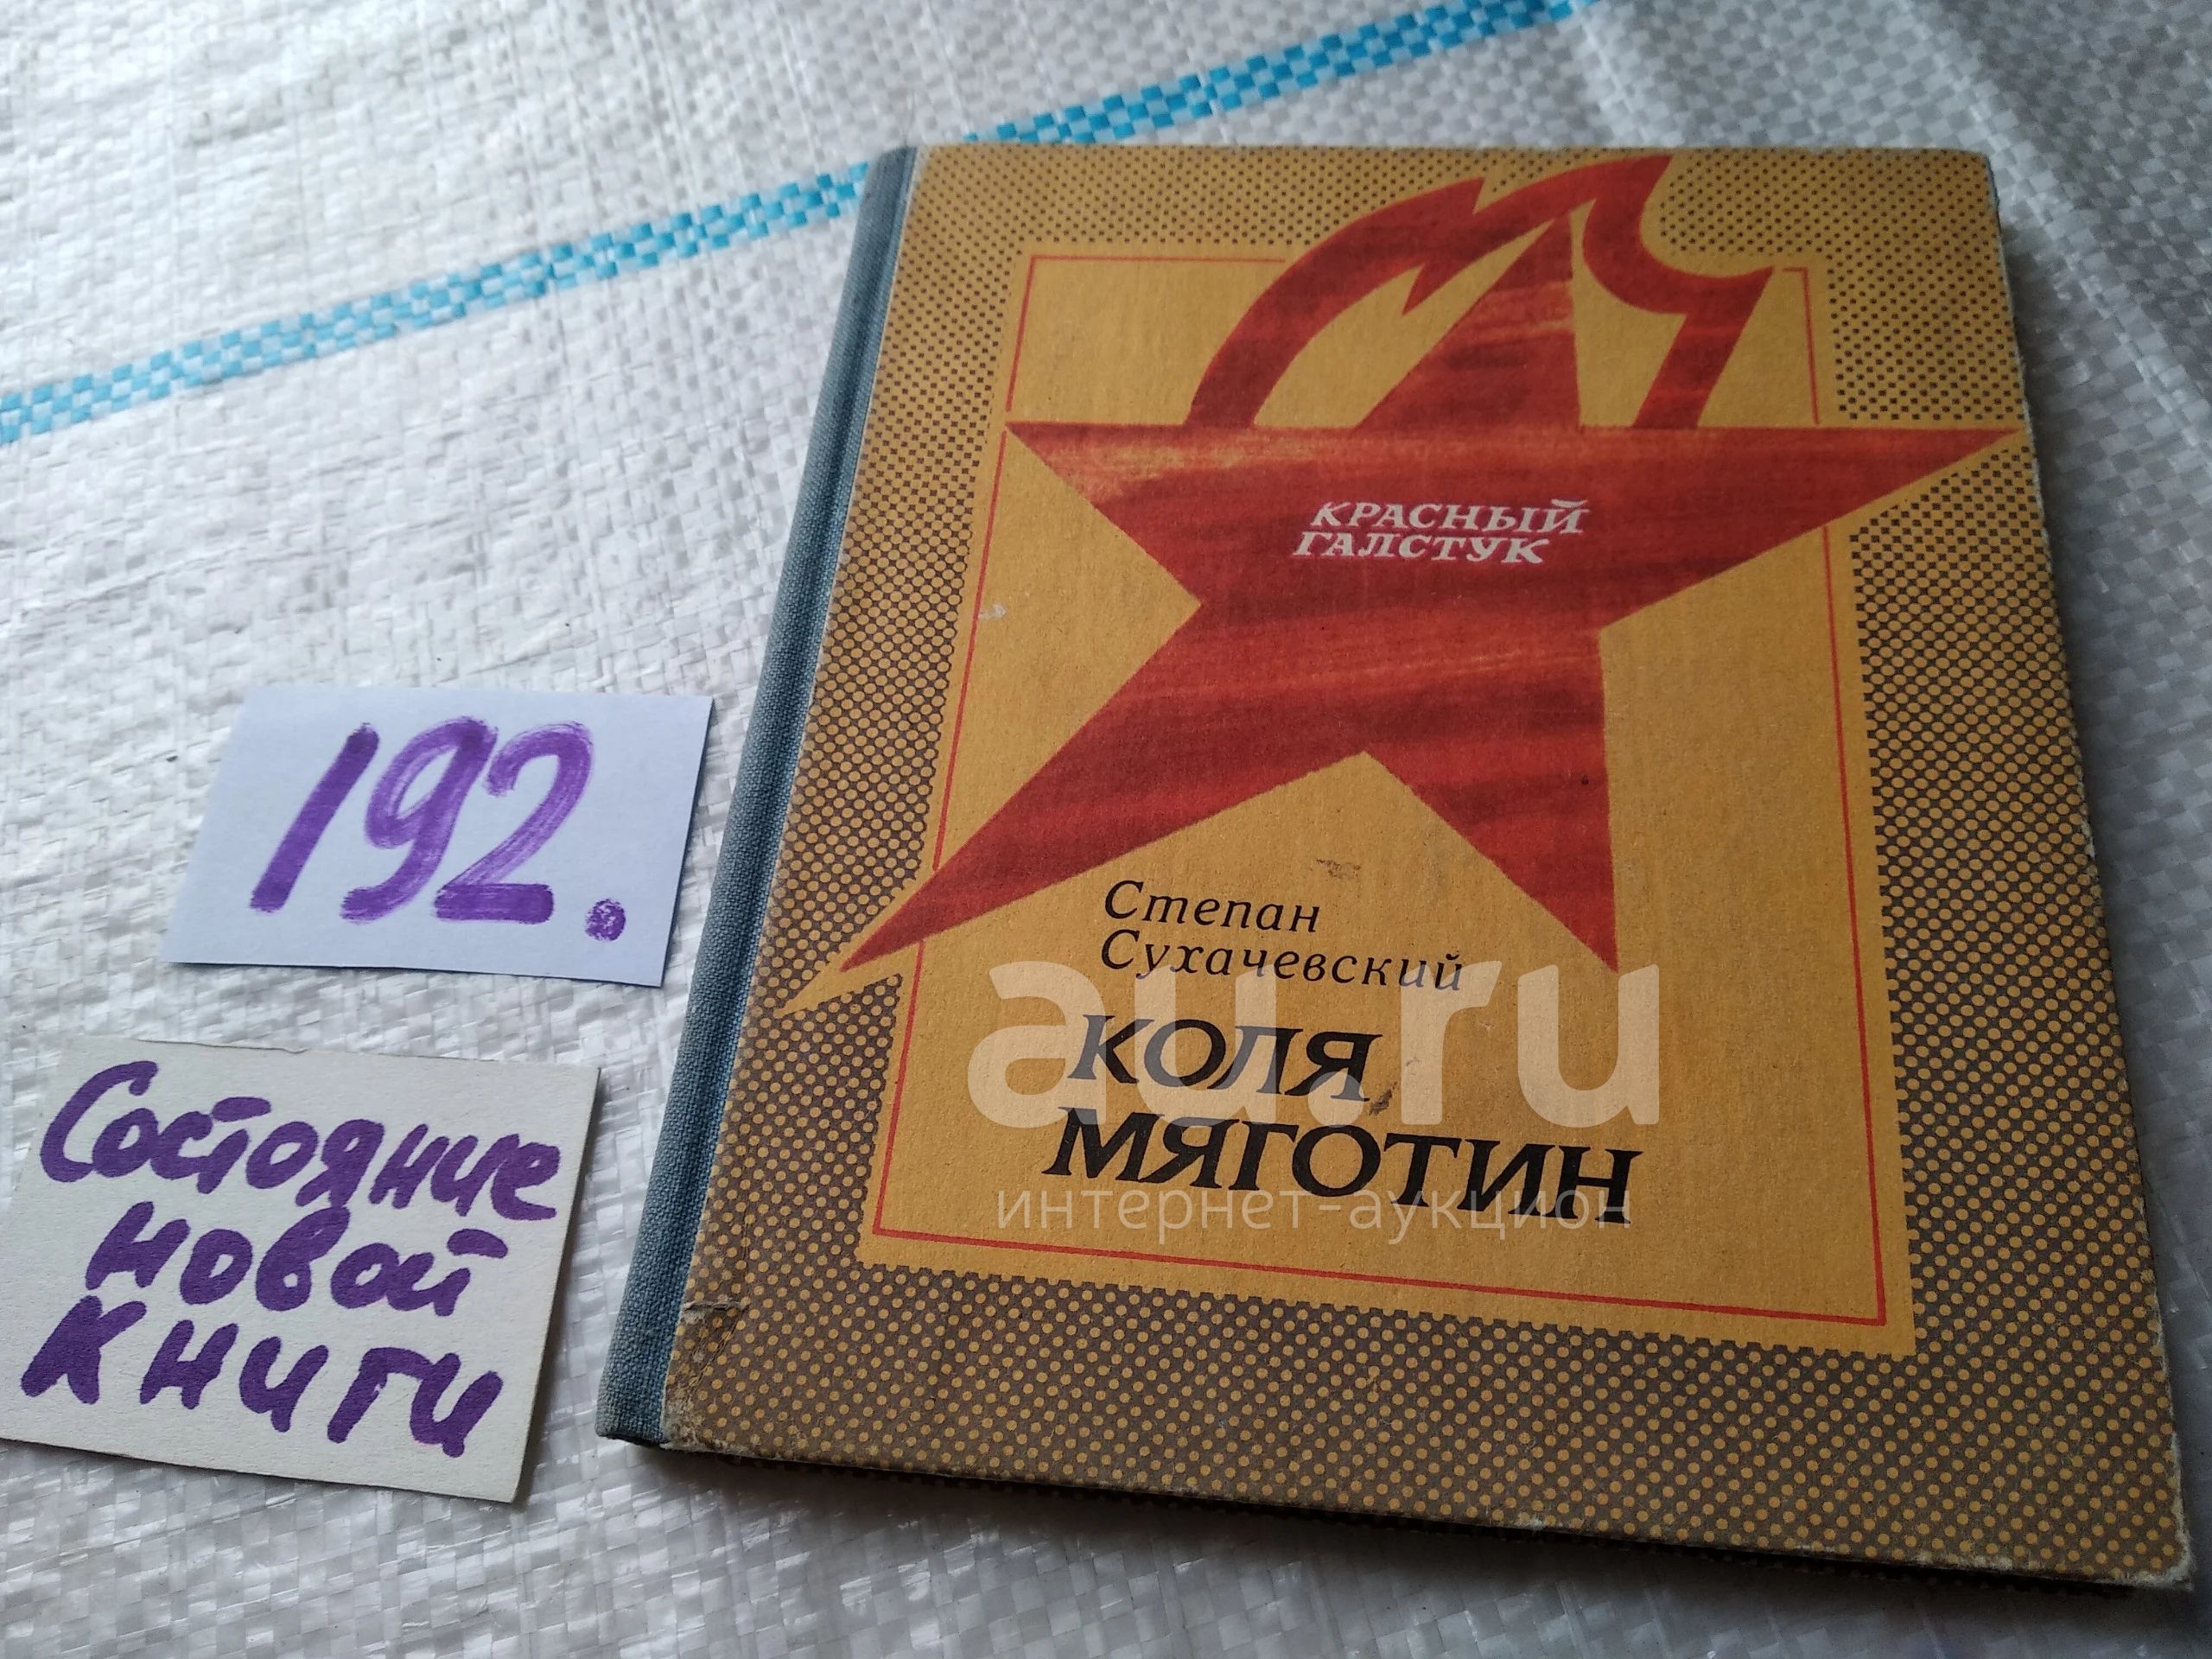 КРАСНЫЙ
ГАЛСТУК
192.
Степан
Сухачевский
au.ru
КОЛЯ
МЯГОТИН
интернет-аукцион
Состояние
новой
книги